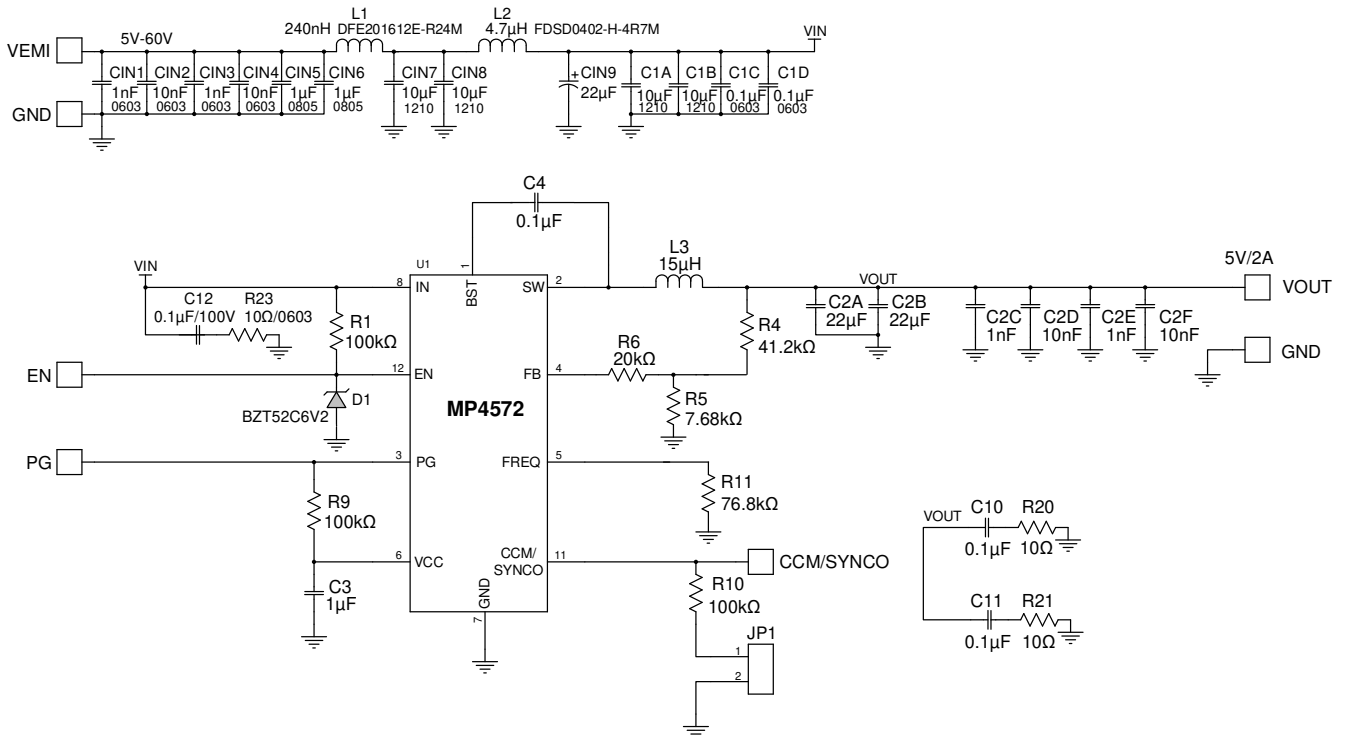 L1
L2
240nH DFE201612E-R24M
4.7µH FDSD0402-H-4R7M
VIN
VEMI
5V-60V
CIN1
1nF
0603
CIN2
10nF
0603
CIN3
1nF
0603
CIN4
10nF
0603
CIN5
1µF
0805
CIN6
1µF
0805
CIN7
10µF
1210
CIN8
10µF
1210
+
CIN9
22µF
C1A
10µF
1210
C1B
10µF
1210
C1C
0.1µF
0603
C1D
0.1µF
0603
GND
C4
0.1µF
VIN
C12
0.1µF/100V
R23
10Ω/0603
R1
100kΩ
EN
D1
BZT52C6V2
PG
R9
100kΩ
C3
1µF
U1
MP4572
8
IN
1
BST
SW
2
12
EN
FB
4
3
PG
FREQ
5
6
VCC
CCM/
SYNCO
11
GND
7
L3
15µH
R4
41.2kΩ
R6
20kΩ
R5
7.68kΩ
VOUT
C2A
22µF
C2B
22µF
C2C
1nF
C2D
10nF
C2E
1nF
C2F
10nF
5V/2A
VOUT
GND
R11
76.8kΩ
CCM/SYNCO
R10
100kΩ
JP1
1
2
VOUT
C10
0.1µF
R20
10Ω
C11
0.1µF
R21
10Ω